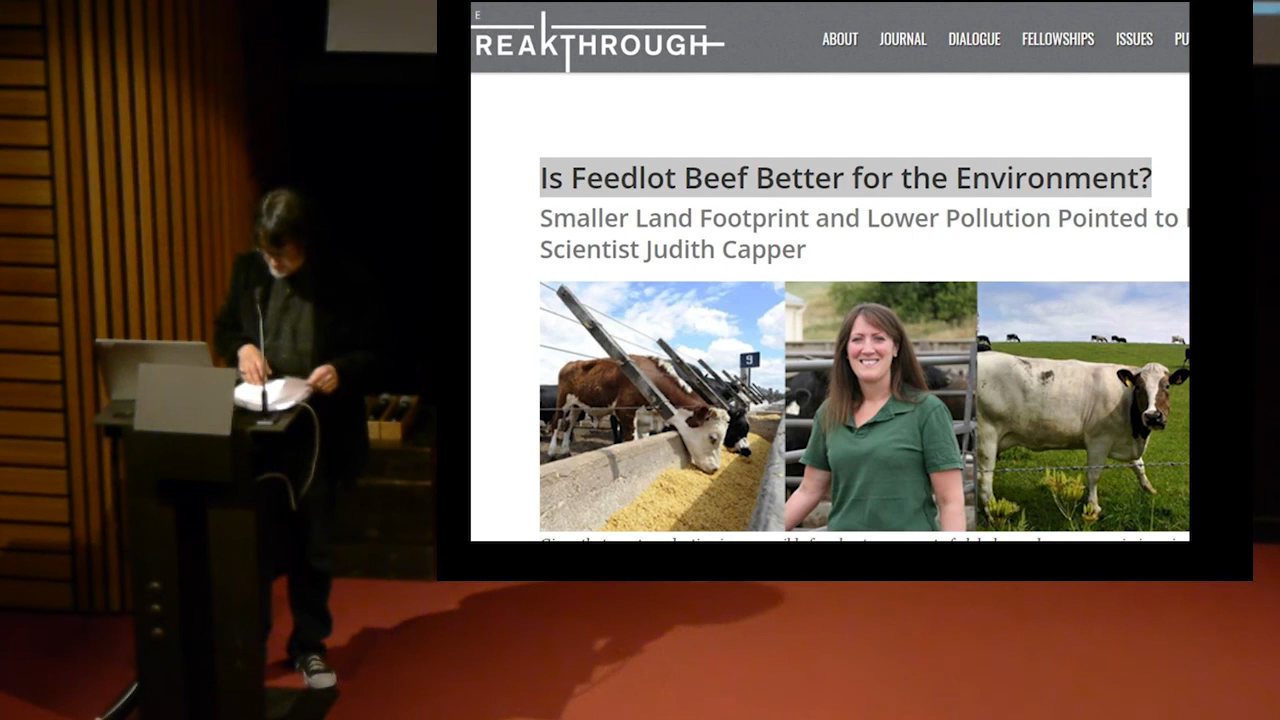 E
REAKTHROUGH
ABOUT JOURNAL DIALOGUE FELLOWSHIPS ISSUES PU
Is Feedlot Beef Better for the Environment?
Smaller Land Footprint and Lower Pollution Pointed to
Scientist Judith Capper
9